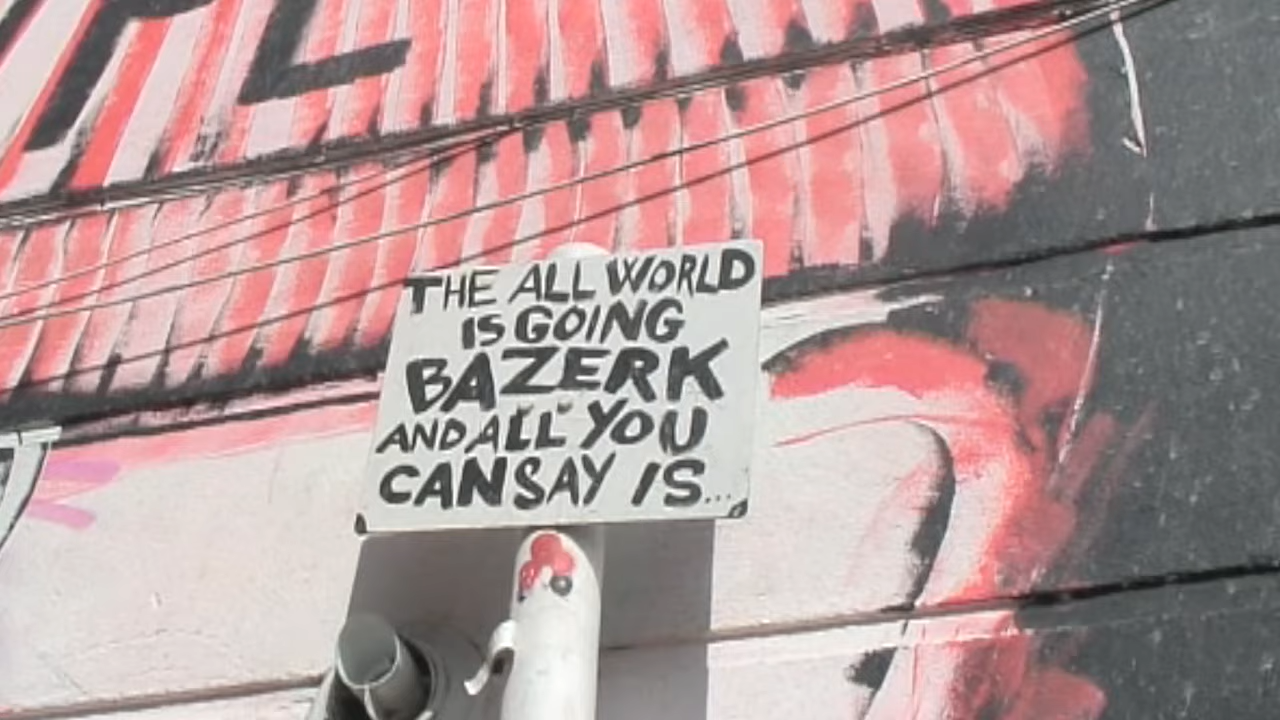 THE ALL WORLD
IS GOING
BAZERK
AND ALL YOU
CAN SAY IS...